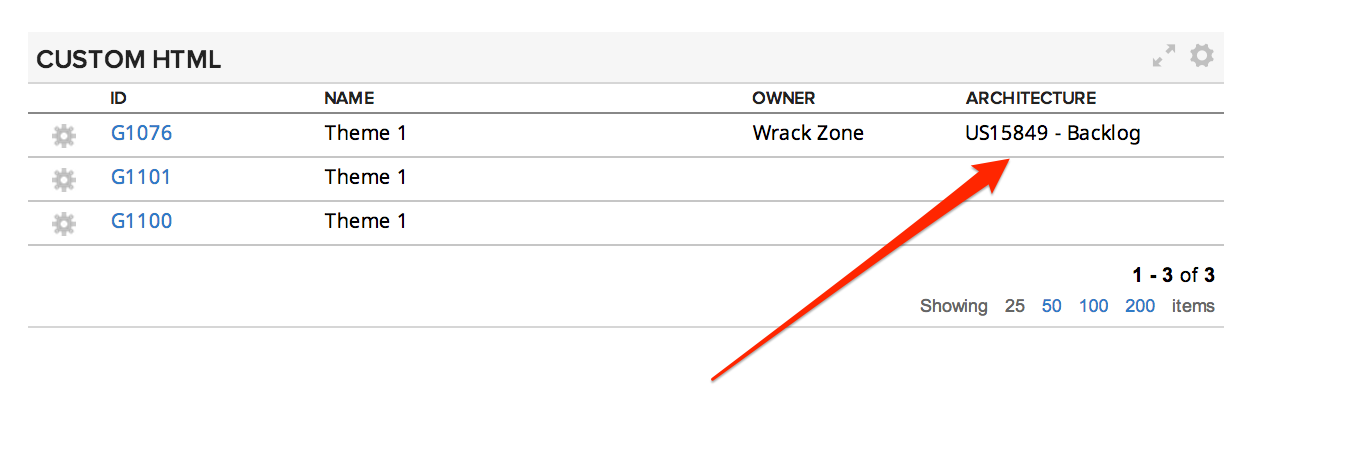 CUSTOM HTML
ID NAME OWNER ARCHITECTURE
G1076 Theme 1 Wrack Zone US15849 - Backlog
G1101 Theme 1
G1100 Theme 1
1 - 3 of 3
Showing 25 50 100 200 items